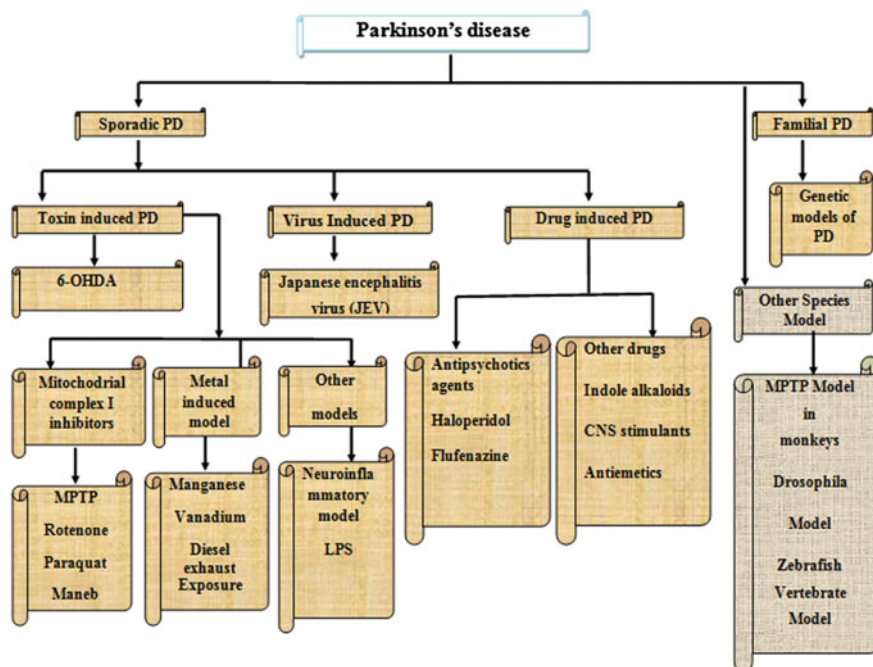 Parkinson's disease
Sporadic PD
Familial PD
Toxin induced PD
Virus Induced PD
Drug induced PD
Genetic
models of
PD
6-OHDA
Japanese encephalitis
virus (JEV)
Other Species
Model
Mitochodrial
complex I
inhibitors
Metal
induced model
Other
models
Antipsychotics
agents
Haloperidol
Flufenazine
Other drugs
Indole alkaloids
CNS stimulants
Antiemetics
MPTP Model
in
monkeys
Drosophila
Model
Zebrafish
Vertebrate
Model
MPTP
Rotenone
Paraquat
Maneb
Manganese
Vanadium
Diesel
exhaust
Exposure
Neuroinfla
mmatory
model
LPS